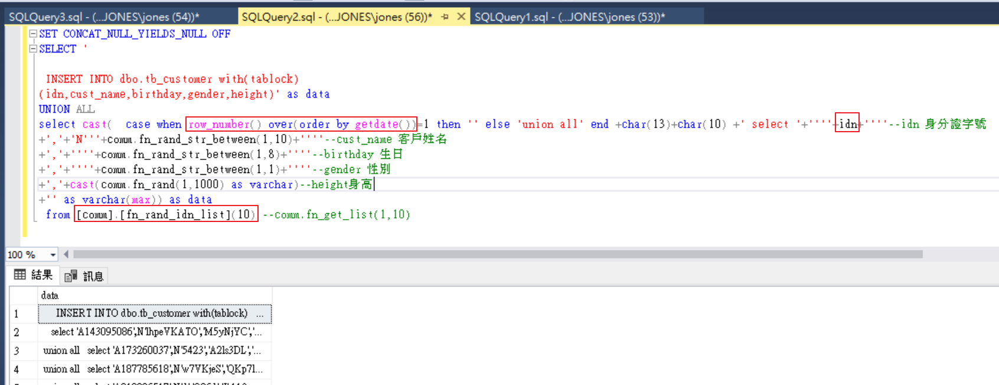 SQLQuery3.sql - (...JONES\jones (54))*
SQLQuery2.sql - (...JONES\jones (56))*
SQLQuery1.sql - (...JONES\jones (53))*
SET CONCAT_NULL_YIELDS_NULL OFF
SELECT '
INSERT INTO dbo.tb_customer with(tablock)
(idn,cust_name,birthday,gender,height)' as data
UNION ALL
select cast(  case when row_number() over(order by getdate())=1 then '' else 'union all' end +char(13)+char(10) +' select '+''''+idn+''''--idn 身分證字號
+','+'N'''+comm.fn_rand_str_between(1,10)+''''--cust_name 客戶姓名
+','+''''+comm.fn_rand_str_between(1,8)+''''--birthday 生日
+','+''''+comm.fn_rand_str_between(1,1)+''''--gender 性別
+','+cast(comm.fn_rand(1,1000) as varchar)--height身高
+'' as varchar(max)) as data
from [comm].[fn_rand_idn_list](10) --comm.fn_get_list(1,10)
100 %
結果 訊息
data
1 INSERT INTO dbo.tb_customer with(tablock) ...
2 select 'A143095086',N'lhpeVKATO','M5yNjYC','...
3 union all select 'A173260037',N'5423','A2ls3DL','...
4 union all select 'A187785618',N'w7VKjeS','QKp7l...